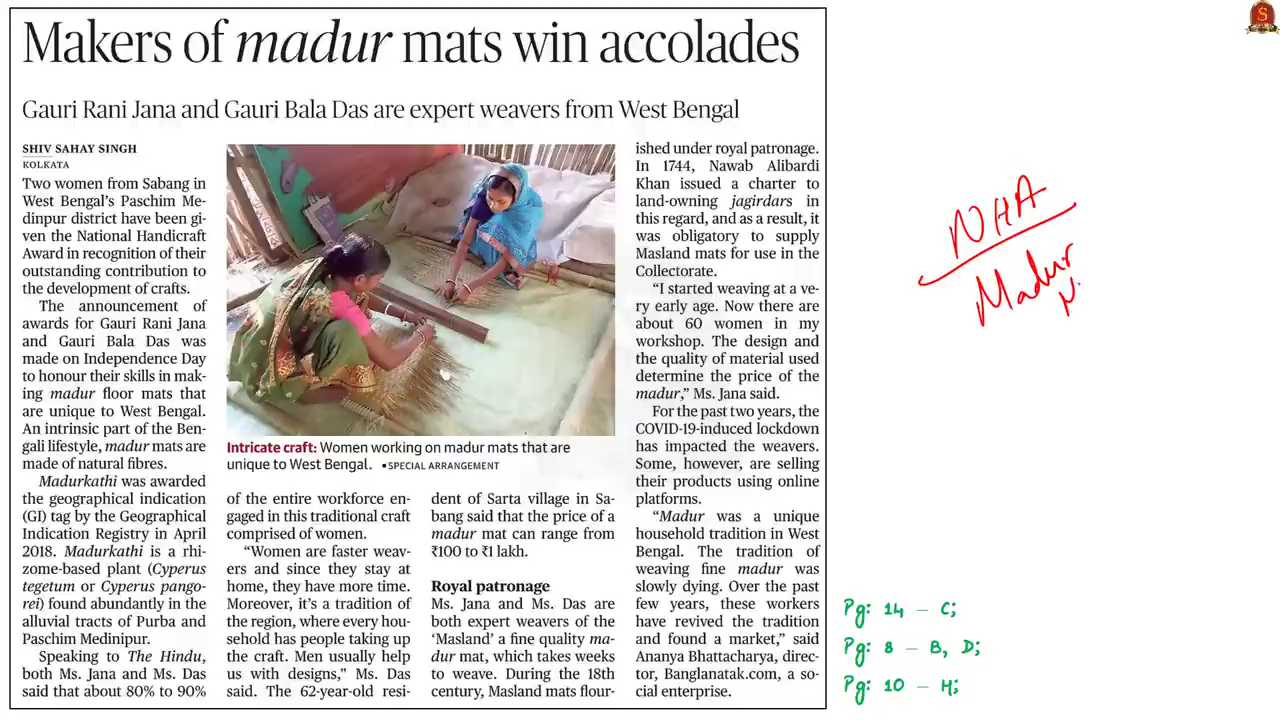 Makers of madur mats win accolades
Gauri Rani Jana and Gauri Bala Das are expert weavers from West Bengal
SHIV SAHAY SINGH
KOLKATA
Two women from Sabang in
West Bengal's Paschim Me-
dinpur district have been gi-
ven the National Handicraft
Award in recognition of their
outstanding contribution to
the development of crafts.
The announcement of
awards for Gauri Rani Jana
and Gauri Bala Das was
made on Independence Day
to honour their skills in mak-
ing madur floor mats that
are unique to West Bengal.
An intrinsic part of the Ben-
gali lifestyle, madur mats are
made of natural fibres.
Madurkathi was awarded
the geographical indication
(GI) tag by the Geographical
Indication Registry in April
2018. Madurkathi is a rhi-
zome-based plant (Cyperus
tegetum or Cyperus pango-
rei) found abundantly in the
alluvial tracts of Purba and
Paschim Medinipur.
Speaking to The Hindu,
both Ms. Jana and Ms. Das
said that about 80% to 90%
Intricate craft: Women working on madur mats that are
unique to West Bengal. ▪SPECIAL ARRANGEMENT
of the entire workforce en-
gaged in this traditional craft
comprised of women.
"Women are faster weav-
ers and since they stay at
home, they have more time.
Moreover, it's a tradition of
the region, where every hou-
sehold has people taking up
the craft. Men usually help
us with designs," Ms. Das
said. The 62-year-old resi-
dent of Sarta village in Sa-
bang said that the price of a
madur mat can range from
₹100 to ₹1 lakh.
Royal patronage
Ms. Jana and Ms. Das are
both expert weavers of the
'Masland' a fine quality ma-
dur mat, which takes weeks
to weave. During the 18th
century, Masland mats flour-
ished under royal patronage.
In 1744, Nawab Alibardi
Khan issued a charter to
land-owning jagirdars in
this regard, and as a result, it
was obligatory to supply
Masland mats for use in the
Collectorate.
"I started weaving at a ve-
ry early age. Now there are
about 60 women in my
workshop. The design and
the quality of material used
determine the price of the
madur," Ms. Jana said.
For the past two years, the
COVID-19-induced lockdown
has impacted the weavers.
Some, however, are selling
their products using online
platforms.
"Madur was a unique
household tradition in West
Bengal. The tradition of
weaving fine madur was
slowly dying. Over the past
few years, these workers
have revived the tradition
and found a market," said
Ananya Bhattacharya, direc-
tor, Banglanatak.com, a so-
cial enterprise.
NHA
Madur
Pg: 14 – C;
Pg: 8 – B, D;
Pg: 10 – H;
S